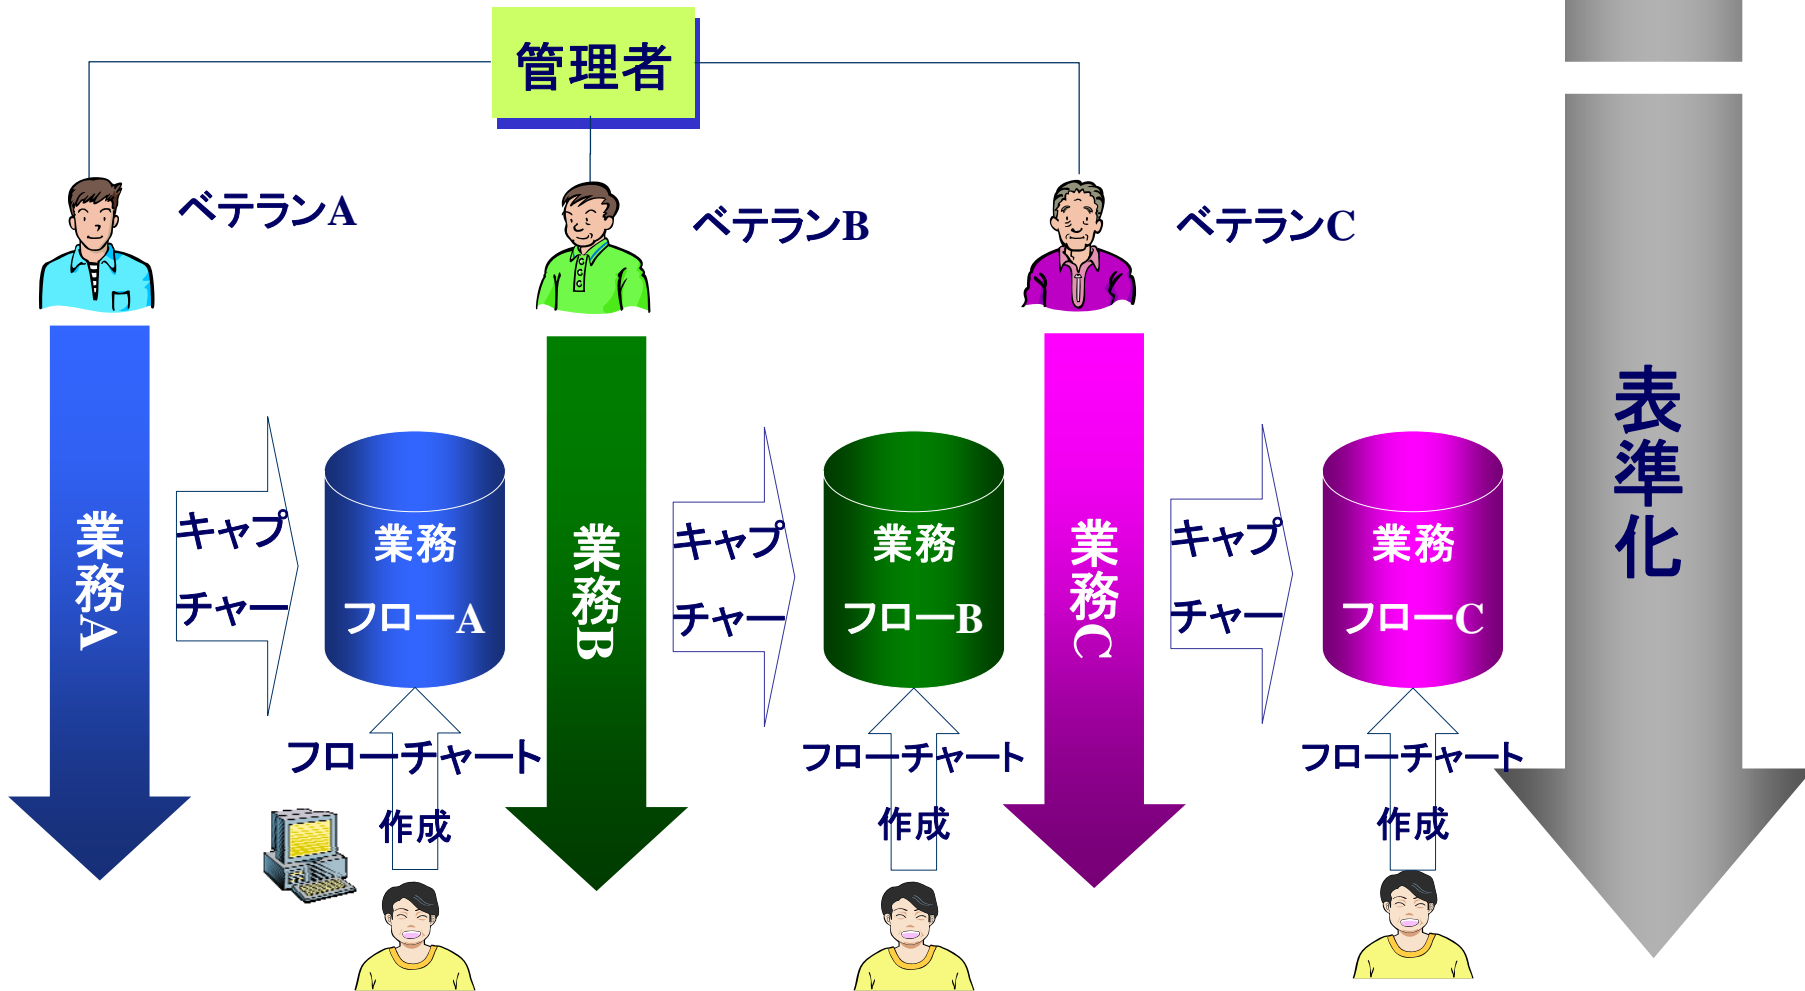 管理者
ベテランA
ベテランB
ベテランC
業務A
キャプ
チャー
業務
フローA
フローチャート
作成
業務B
キャプ
チャー
業務
フローB
フローチャート
作成
業務C
キャプ
チャー
業務
フローC
フローチャート
作成
表準化